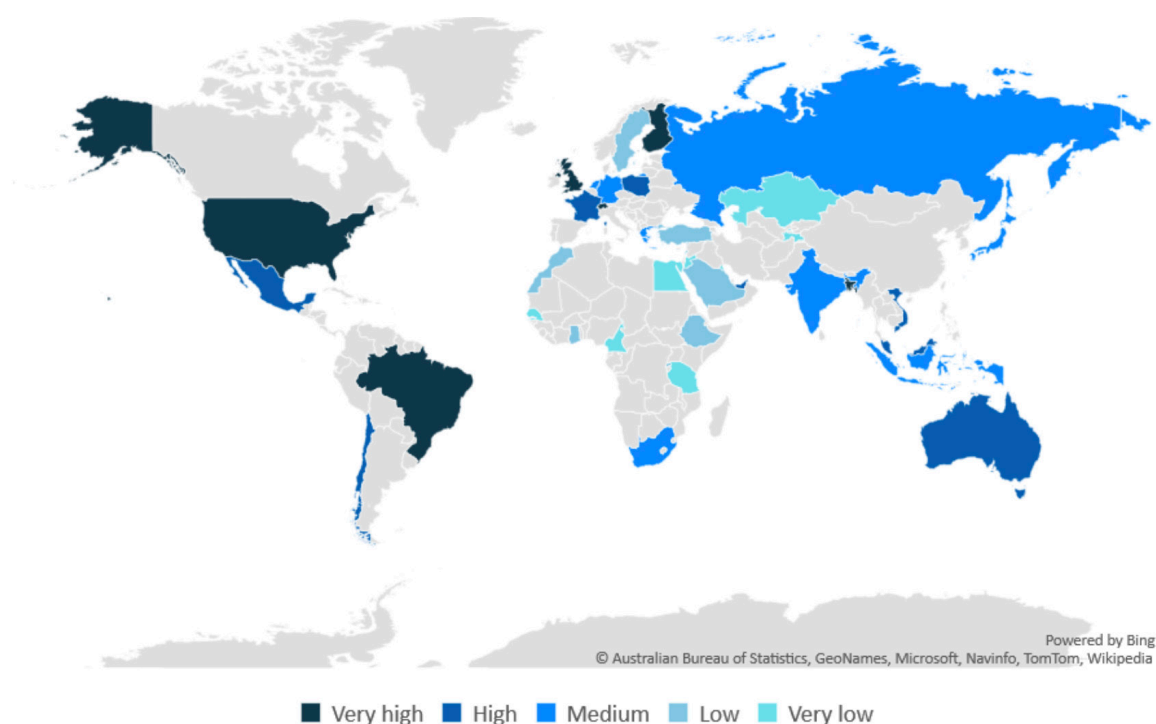 Powered by Bing
© Australian Bureau of Statistics, GeoNames, Microsoft, Navinfo, TomTom, Wikipedia
Very high High Medium Low Very low